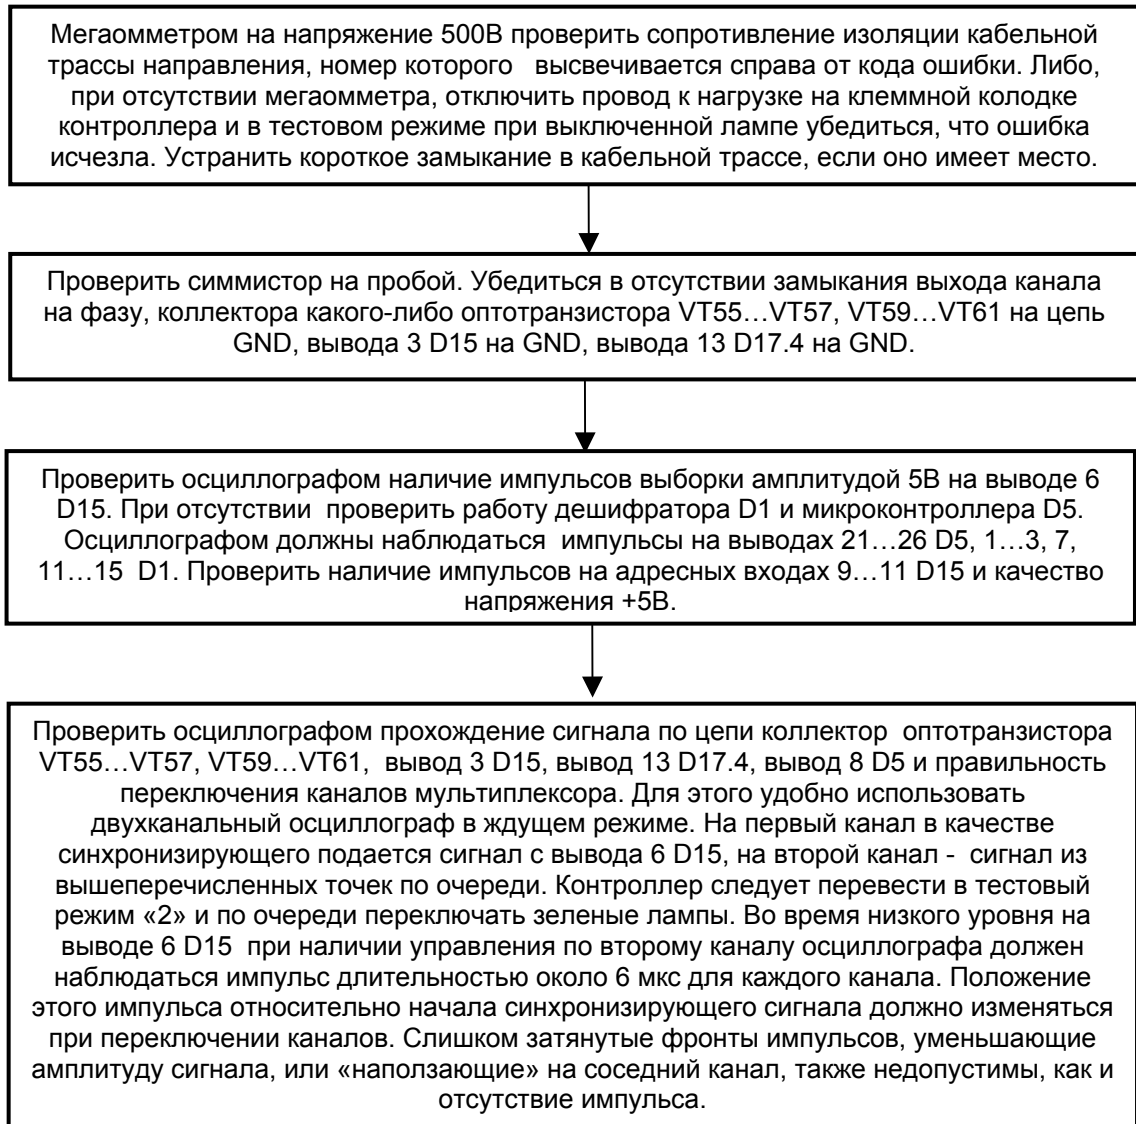 Мегаомметром на напряжение 500В проверить сопротивление изоляции кабельной
трассы направления, номер которого высвечивается справа от кода ошибки. Либо,
при отсутствии мегаомметра, отключить провод к нагрузке на клеммной колодке
контроллера и в тестовом режиме при выключенной лампе убедиться, что ошибка
исчезла. Устранить короткое замыкание в кабельной трассе, если оно имеет место.
Проверить симмистор на пробой. Убедиться в отсутствии замыкания выхода канала
на фазу, коллектора какого-либо оптотранзистора VT55…VT57, VT59…VT61 на цепь
GND, вывода 3 D15 на GND, вывода 13 D17.4 на GND.
Проверить осциллографом наличие импульсов выборки амплитудой 5В на выводе 6
D15. При отсутствии проверить работу дешифратора D1 и микроконтроллера D5.
Осциллографом должны наблюдаться импульсы на выводах 21…26 D5, 1…3, 7,
11…15 D1. Проверить наличие импульсов на адресных входах 9…11 D15 и качество
напряжения +5В.
Проверить осциллографом прохождение сигнала по цепи коллектор оптотранзистора
VT55…VT57, VT59…VT61, вывод 3 D15, вывод 13 D17.4, вывод 8 D5 и правильность
переключения каналов мультиплексора. Для этого удобно использовать
двухканальный осциллограф в ждущем режиме. На первый канал в качестве
синхронизирующего подается сигнал с вывода 6 D15, на второй канал - сигнал из
вышеперечисленных точек по очереди. Контроллер следует перевести в тестовый
режим «2» и по очереди переключать зеленые лампы. Во время низкого уровня на
выводе 6 D15 при наличии управления по второму каналу осциллографа должен
наблюдаться импульс длительностью около 6 мкс для каждого канала. Положение
этого импульса относительно начала синхронизирующего сигнала должно изменяться
при переключении каналов. Слишком затянутые фронты импульсов, уменьшающие
амплитуду сигнала, или «наползающие» на соседний канал, также недопустимы, как и
отсутствие импульса.